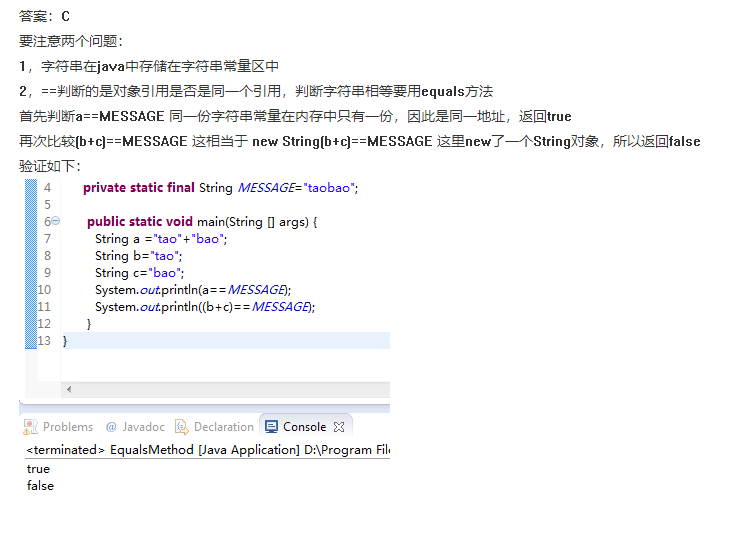 答案：C
要注意两个问题：
1，字符串在java中存储在字符串常量区中
2，==判断的是对象引用是否是同一个引用，判断字符串相等要用equals方法
首先判断a==MESSAGE 同一份字符串常量在内存中只有一份，因此是同一地址，返回true
再次比较(b+c)==MESSAGE 这相当于 new String(b+c)==MESSAGE 这里new了一个String对象，所以返回false
验证如下：
4 private static final String MESSAGE="taobao";
5
6 public static void main(String [] args) {
7 String a ="tao"+"bao";
8 String b="tao";
9 String c="bao";
10 System.out.println(a==MESSAGE);
11 System.out.println((b+c)==MESSAGE);
12 }
13 }
Problems @ Javadoc Declaration Console
<terminated> EqualsMethod [Java Application] D:\Program File
true
false